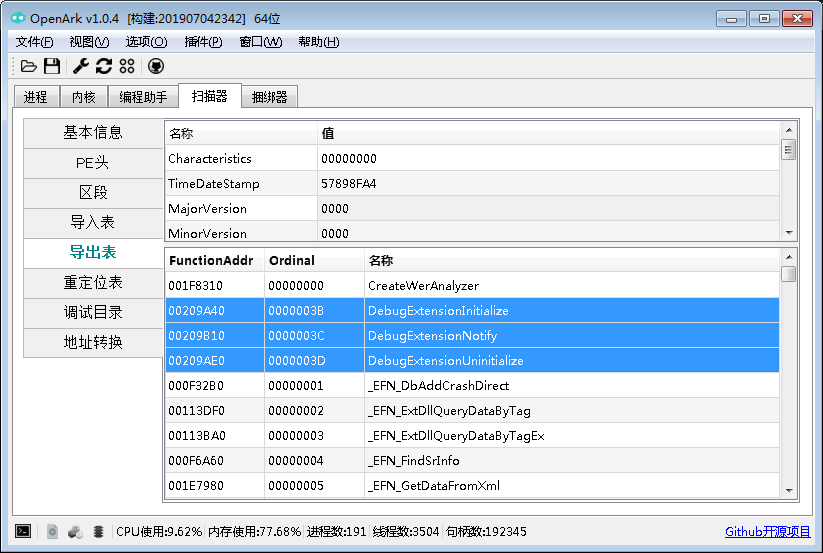 OpenArk v1.0.4 [构建:201907042342] 64位
文件(F) 视图(V) 选项(O) 插件(P) 窗口(W) 帮助(H)
进程 内核 编程助手 扫描器 捆绑器
基本信息
PE头
区段
导入表
导出表
重定位表
调试目录
地址转换
名称 值
Characteristics 00000000
TimeDateStamp 57898FA4
MajorVersion 0000
MinorVersion 0000
FunctionAddr Ordinal 名称
001F8310 00000000 CreateWerAnalyzer
00209A40 0000003B DebugExtensionInitialize
00209B10 0000003C DebugExtensionNotify
00209AE0 0000003D DebugExtensionUninitialize
000F32B0 00000001 _EFN_DbAddCrashDirect
00113DF0 00000002 _EFN_ExtDllQueryDataByTag
00113BA0 00000003 _EFN_ExtDllQueryDataByTagEx
000F6A60 00000004 _EFN_FindSrInfo
001E7980 00000005 _EFN_GetDataFromXml
CPU使用:9.62% 内存使用:77.68% 进程数:191 线程数:3504 句柄数:192345 Github开源项目